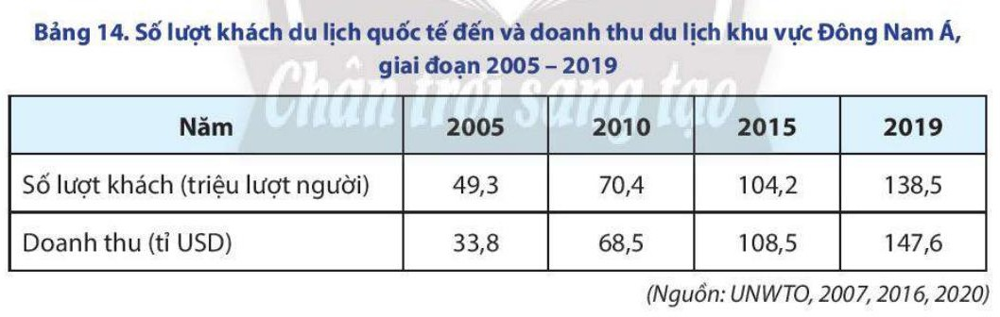 Bảng 14. Số lượt khách du lịch quốc tế đến và doanh thu du lịch khu vực Đông Nam Á,
giai đoạn 2005 – 2019
Chân trời sáng tạo
Năm 2005 2010 2015 2019
Số lượt khách (triệu lượt người) 49,3 70,4 104,2 138,5
Doanh thu (tỉ USD) 33,8 68,5 108,5 147,6
(Nguồn: UNWTO, 2007, 2016, 2020)